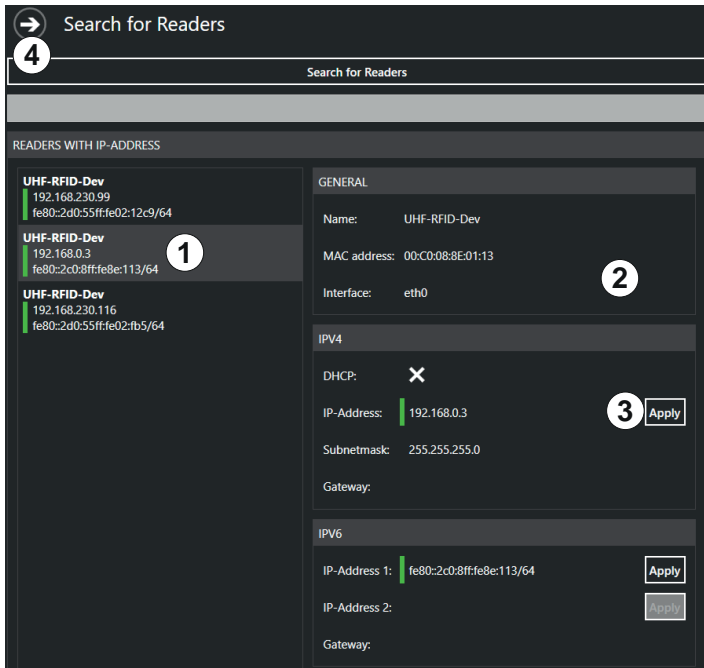 Search for Readers
4
Search for Readers
READERS WITH IP-ADDRESS
UHF-RFID-Dev
192.168.230.99
fe80::2d0:55ff:fe02:12c9/64
UHF-RFID-Dev
192.168.0.3
fe80::2c0:8ff:fe8e:113/64
1
UHF-RFID-Dev
192.168.230.116
fe80::2d0:55ff:fe02:fb5/64
GENERAL
Name: UHF-RFID-Dev
MAC address: 00:C0:08:8E:01:13
2
Interface: eth0
IPV4
DHCP:
IP-Address: 192.168.0.3 3 Apply
Subnetmask: 255.255.255.0
Gateway:
IPV6
IP-Address 1: fe80::2c0:8ff:fe8e:113/64 Apply
IP-Address 2: Apply
Gateway: